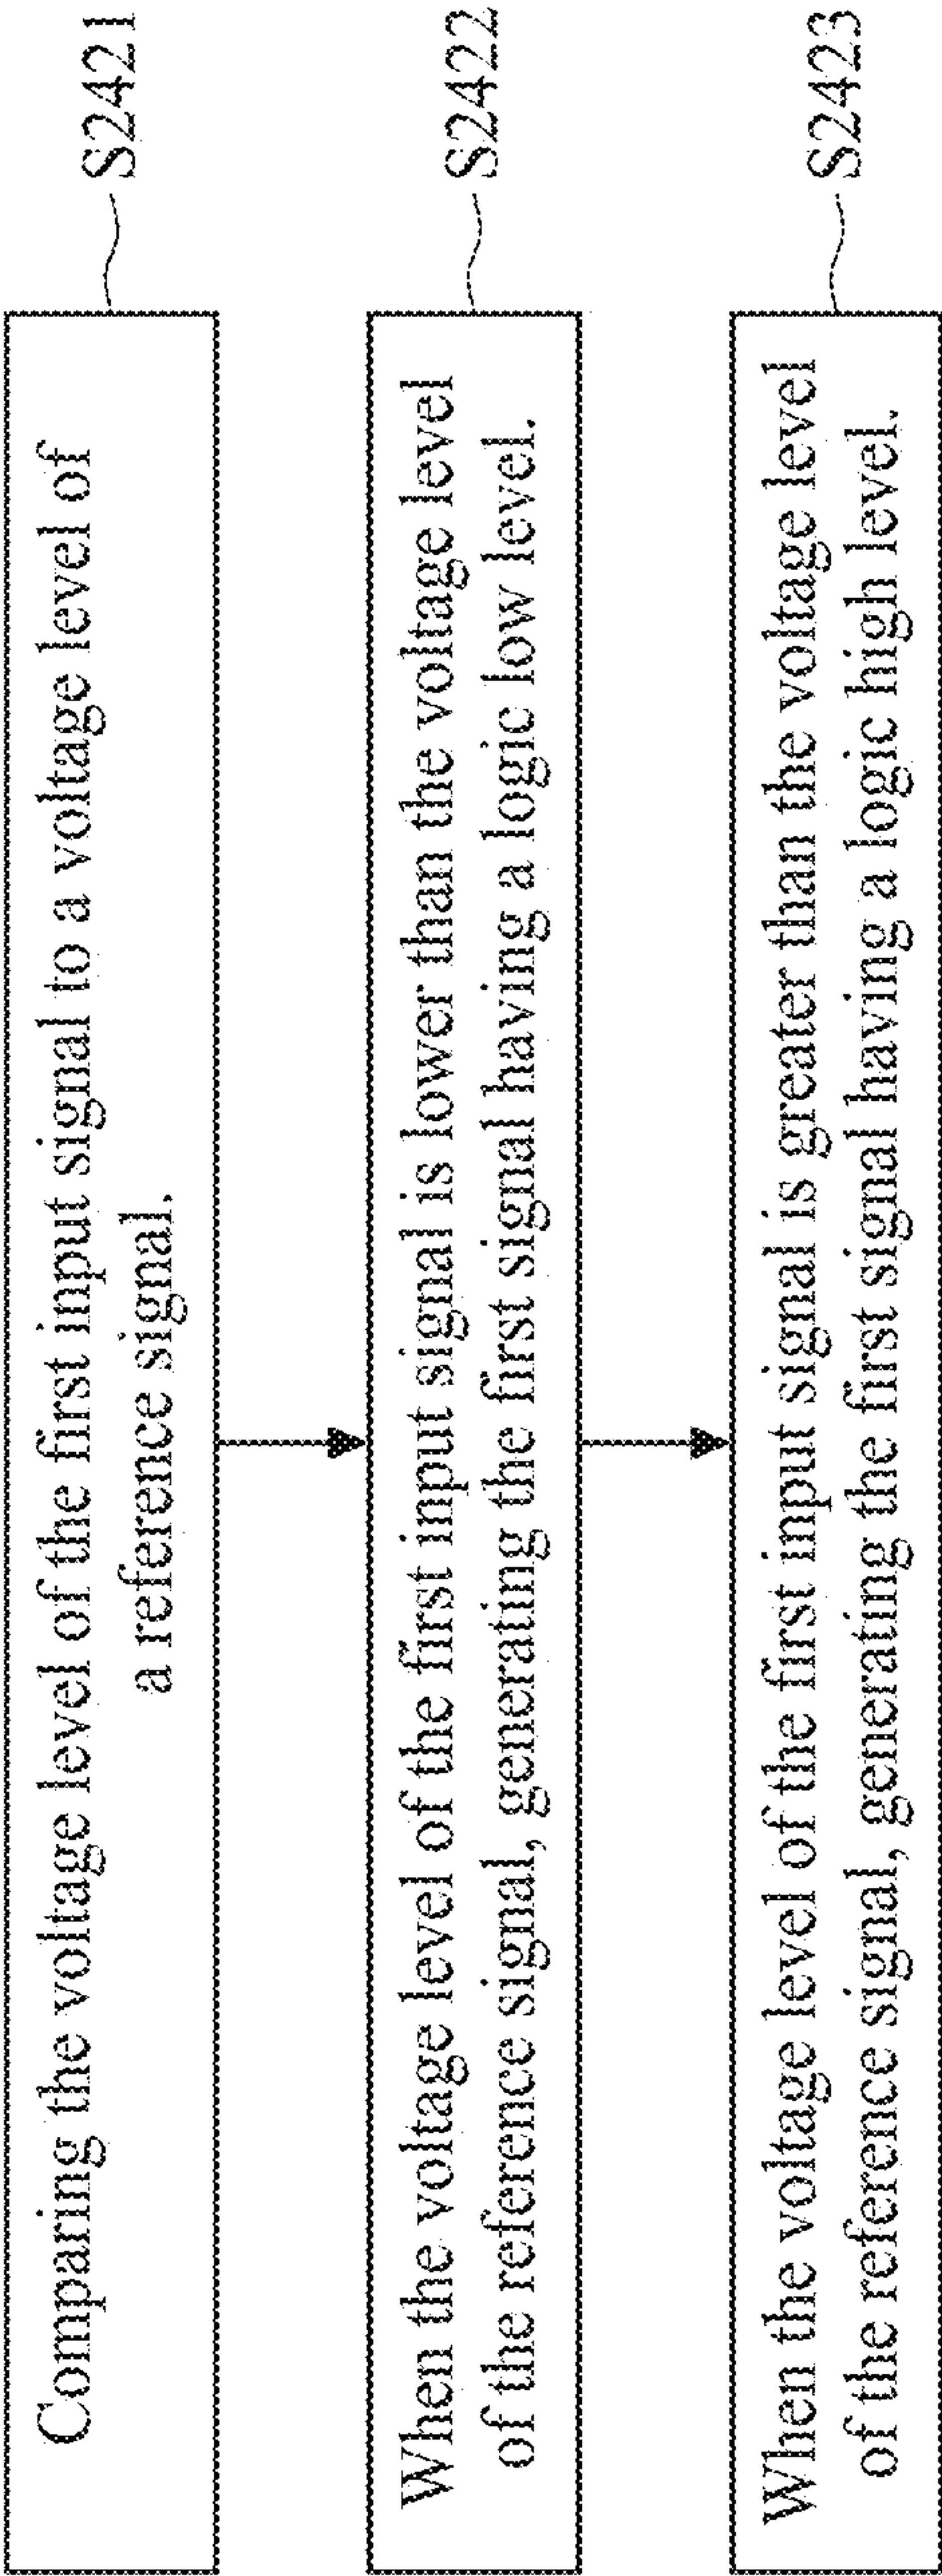 Comparing the voltage level of the first input signal to a voltage level of
a reference signal.
S2421
When the voltage level of the first input signal is lower than the voltage level
of the reference signal, generating the first signal having a logic low level.
S2422
When the voltage level of the first input signal is greater than the voltage level
of the reference signal, generating the first signal having a logic high level.
S2423